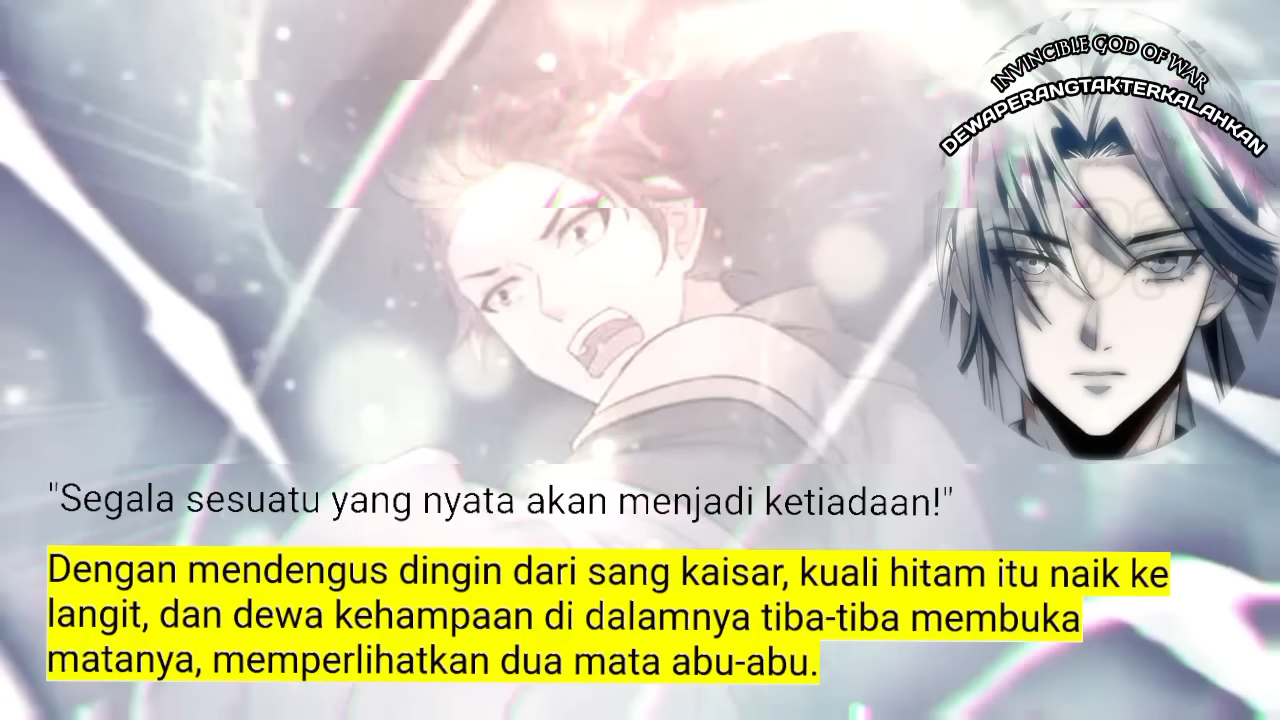 INVINCIBLE GOD OF WAR
DEWAPERANGTAKTERKALAHKAN
"Segala sesuatu yang nyata akan menjadi ketiadaan!"
Dengan mendengus dingin dari sang kaisar, kuali hitam itu naik ke
langit, dan dewa kehampaan di dalamnya tiba-tiba membuka
matanya, memperlihatkan dua mata abu-abu.